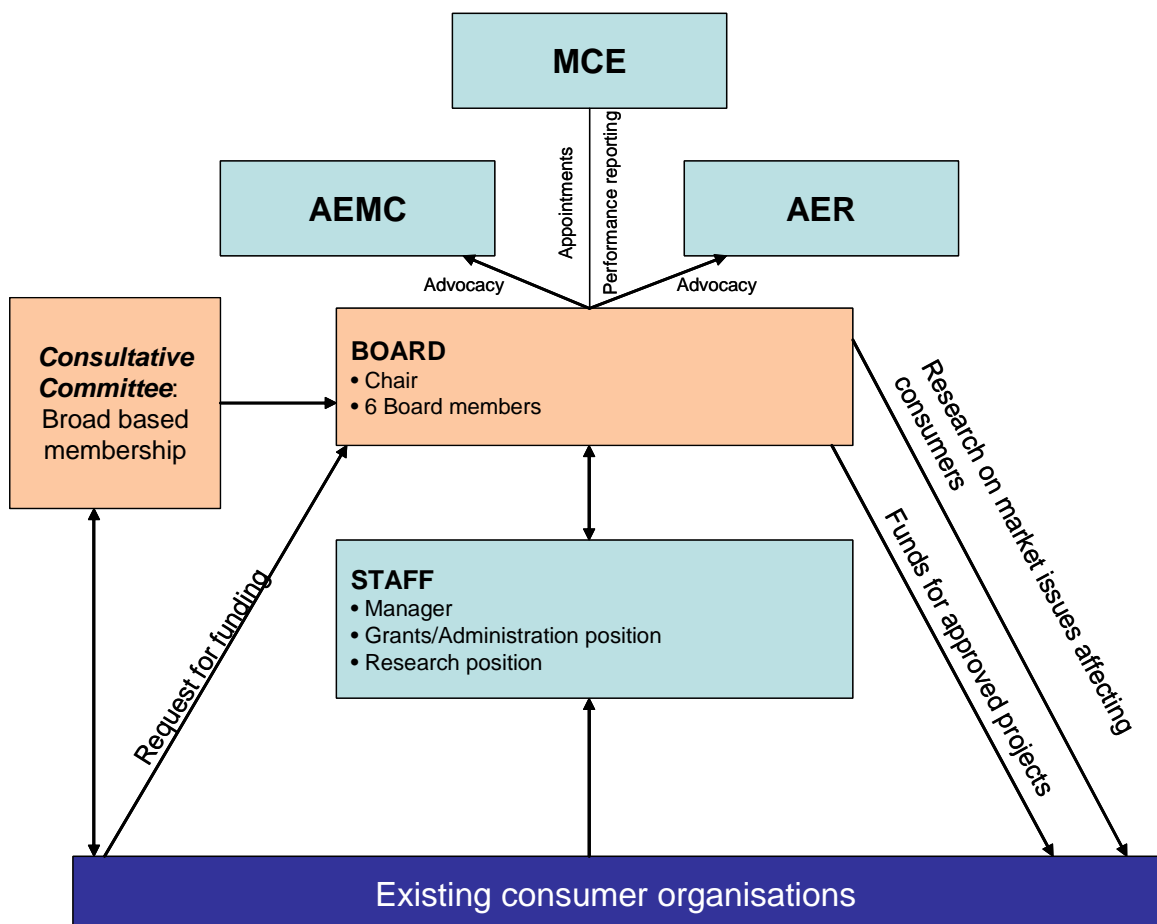 MCE
Appointments
Performance reporting
AEMC
AER
Advocacy
Advocacy
Consultative
Committee:
Broad based
membership
BOARD
• Chair
• 6 Board members
Research on market issues affecting
consumers
Funds for approved projects
Request for funding
STAFF
• Manager
• Grants/Administration position
• Research position
Existing consumer organisations